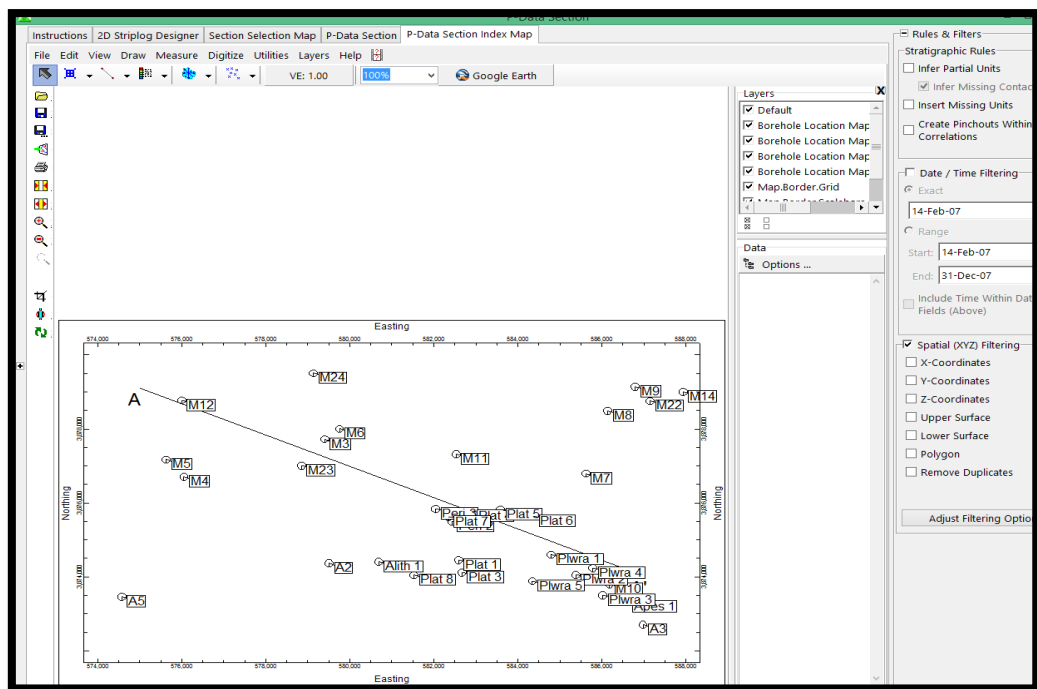 P-Data Section
Instructions 2D Striplog Designer Section Selection Map P-Data Section P-Data Section Index Map
File Edit View Draw Measure Digitize Utilities Layers Help
VE: 1.00 100% Google Earth
Layers X
Default
Borehole Location Map
Borehole Location Map
Borehole Location Map
Borehole Location Map
Map.Border.Grid
Data
Options ...
Rules & Filters
Stratigraphic Rules
Infer Partial Units
Infer Missing Contac
Insert Missing Units
Create Pinchouts Within
Correlations
Date / Time Filtering
Exact
14-Feb-07
Range
Start: 14-Feb-07
End: 31-Dec-07
Include Time Within Dat
Fields (Above)
Spatial (XYZ) Filtering
X-Coordinates
Y-Coordinates
Z-Coordinates
Upper Surface
Lower Surface
Polygon
Remove Duplicates
Adjust Filtering Option
Easting
574,000 576,000 578,000 580,000 582,000 584,000 586,000 588,000
Northing
Northing
M24
M9
M14
A
M12
M22
M8
M6
M3
M11
M5
M23
M4
M7
Plat 5
Plat 7
Plat 6
Plwra 1
A2
Alith 1
Plat 1
Plwra 4
Plat 8
Plat 3
Plwra 2
Plwra 5
M10
A5
Plwra 3
Apes 1
A3
574,000 576,000 578,000 580,000 582,000 584,000 586,000 588,000
Easting